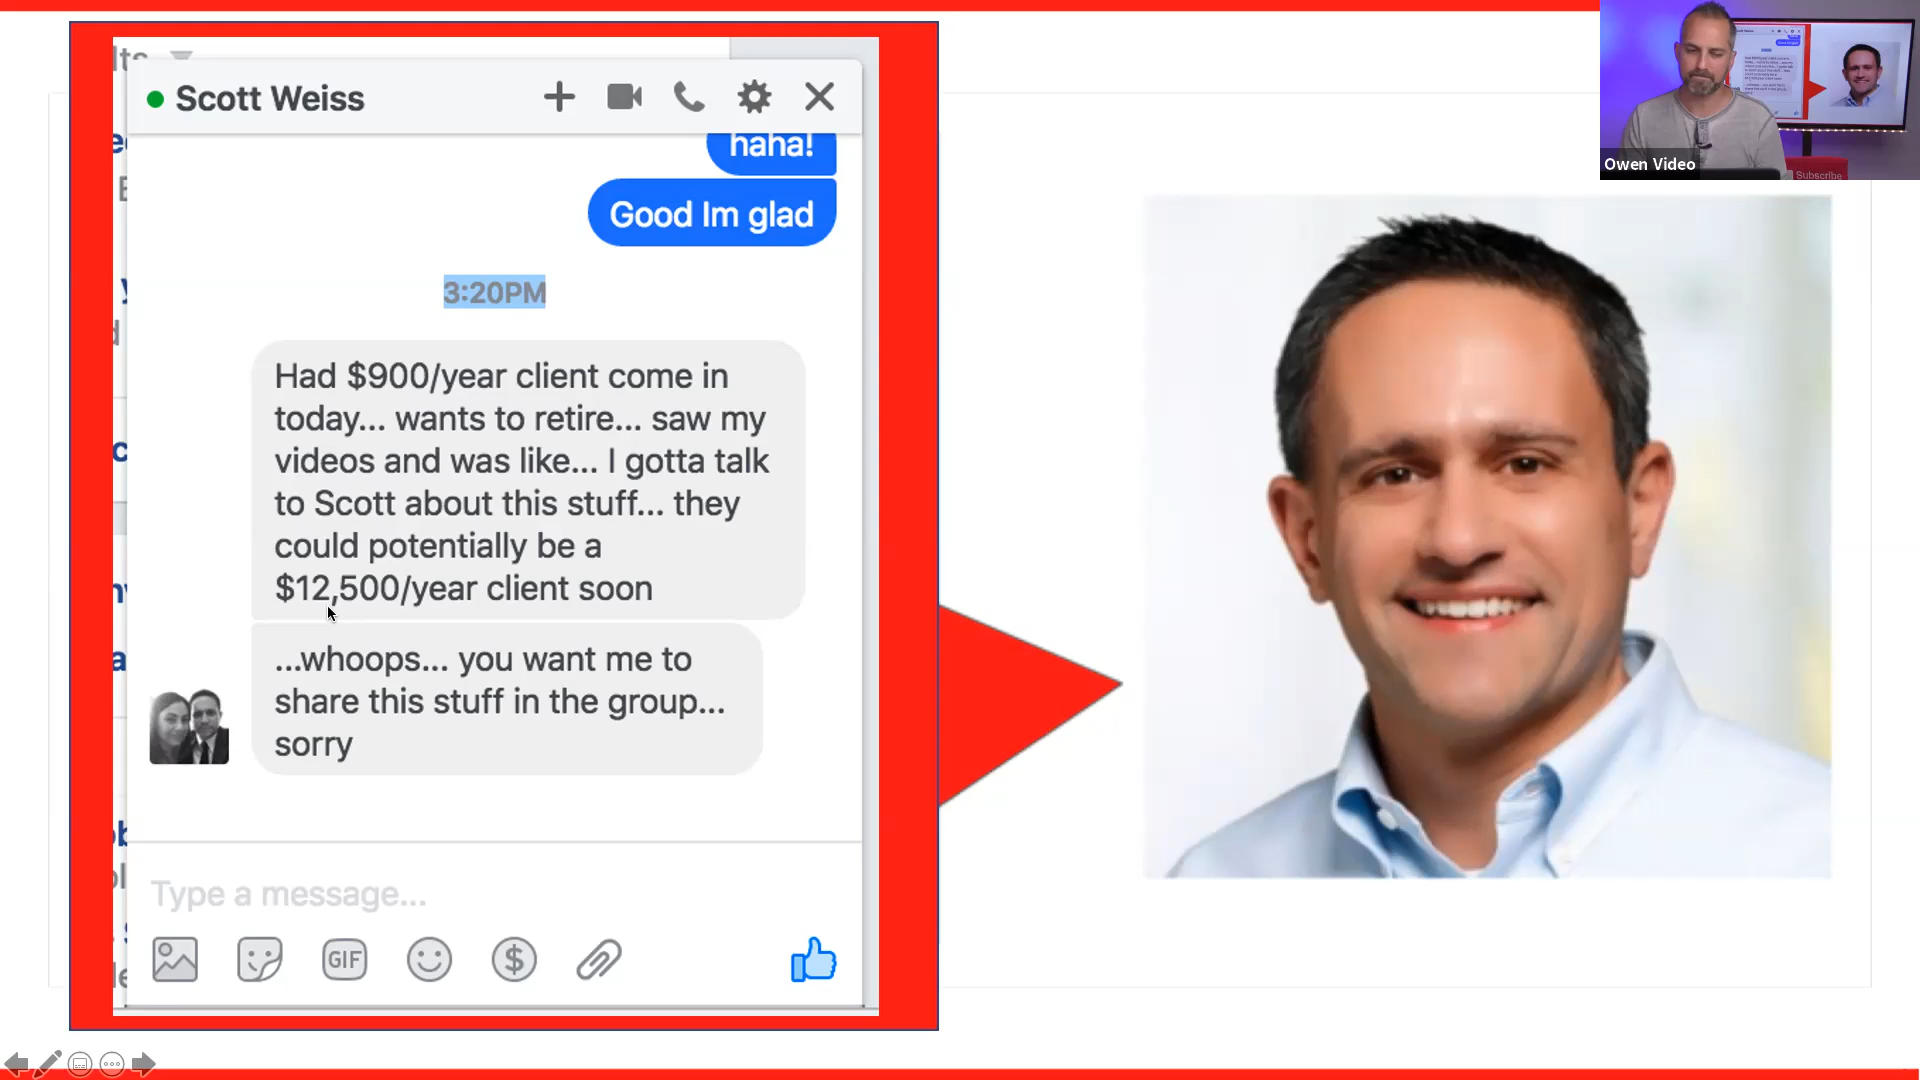 Scott Weiss
haha!
Good Im glad
3:20PM
Had $900/year client come in
today... wants to retire... saw my
videos and was like... I gotta talk
to Scott about this stuff... they
could potentially be a
$12,500/year client soon
...whoops... you want me to
share this stuff in the group...
sorry
Type a message...
GIF
Owen Video
Subscribe